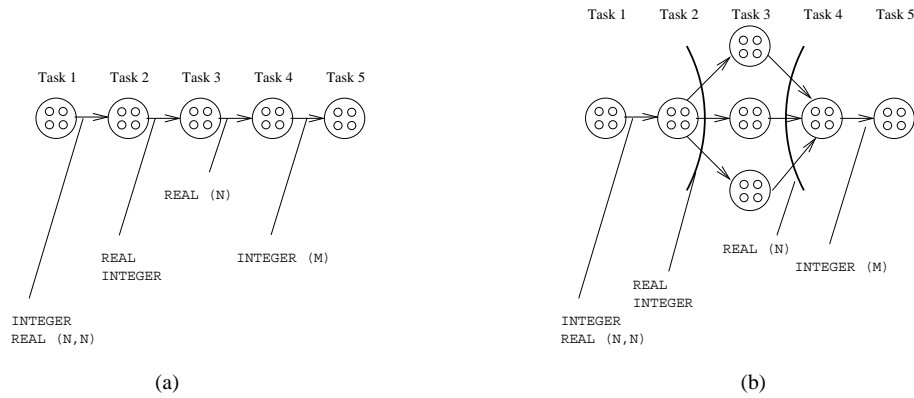 Task 1 Task 2 Task 3 Task 4 Task 5
REAL (N)
REAL
INTEGER
INTEGER (M)
INTEGER
REAL (N,N)
(a)
Task 1 Task 2 Task 3 Task 4 Task 5
REAL (N)
INTEGER (M)
REAL
INTEGER
INTEGER
REAL (N,N)
(b)